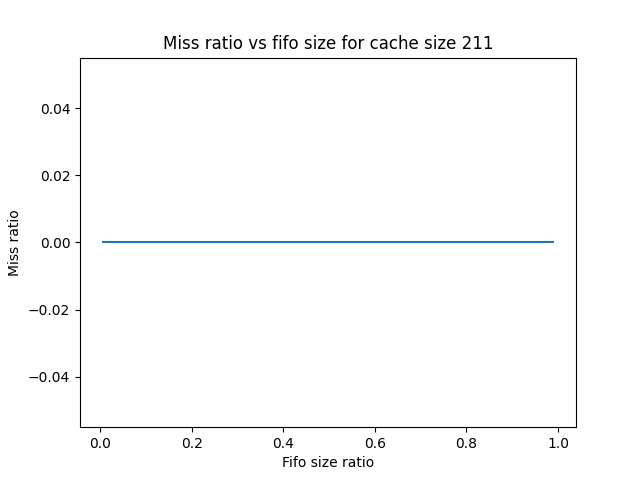 Miss ratio vs fifo size for cache size 211
0.04
0.02
0.00
−0.02
−0.04
Miss ratio
0.0 0.2 0.4 0.6 0.8 1.0
Fifo size ratio